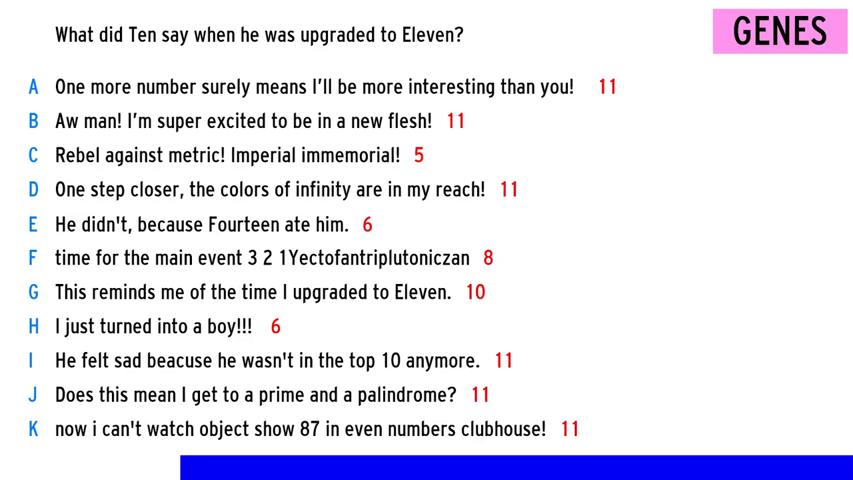 What did Ten say when he was upgraded to Eleven?
GENES
A One more number surely means I'll be more interesting than you! 11
B Aw man! I'm super excited to be in a new flesh! 11
C Rebel against metric! Imperial immemorial! 5
D One step closer, the colors of infinity are in my reach! 11
E He didn't, because Fourteen ate him. 6
F time for the main event 3 2 1Yectofantriplutoniczan 8
G This reminds me of the time I upgraded to Eleven. 10
H I just turned into a boy!!! 6
I He felt sad beacuse he wasn't in the top 10 anymore. 11
J Does this mean I get to a prime and a palindrome? 11
K now i can't watch object show 87 in even numbers clubhouse! 11